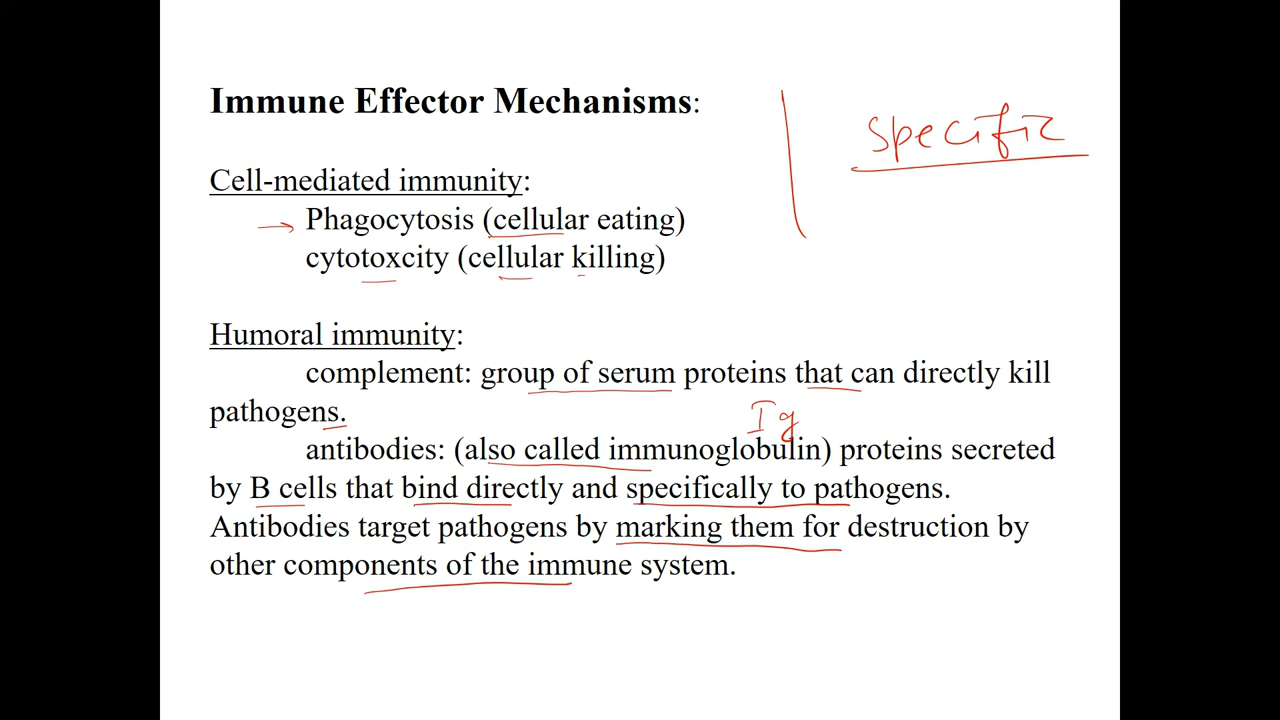 Immune Effector Mechanisms:
specific
Cell-mediated immunity:
Phagocytosis (cellular eating)
cytotoxcity (cellular killing)
Humoral immunity:
complement: group of serum proteins that can directly kill
pathogens.
Ig
antibodies: (also called immunoglobulin) proteins secreted
by B cells that bind directly and specifically to pathogens.
Antibodies target pathogens by marking them for destruction by
other components of the immune system.